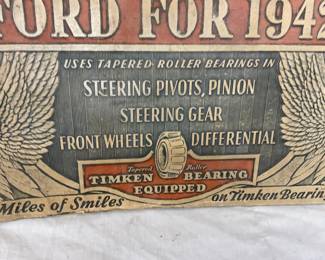 FORD FOR 1942
USES TAPERED ROLLER BEARINGS IN
STEERING PIVOTS, PINION
STEERING GEAR
FRONT WHEELS DIFFERENTIAL
Tapered Roller
TIMKEN BEARING
EQUIPPED
Miles of Smiles on Timken Bearin